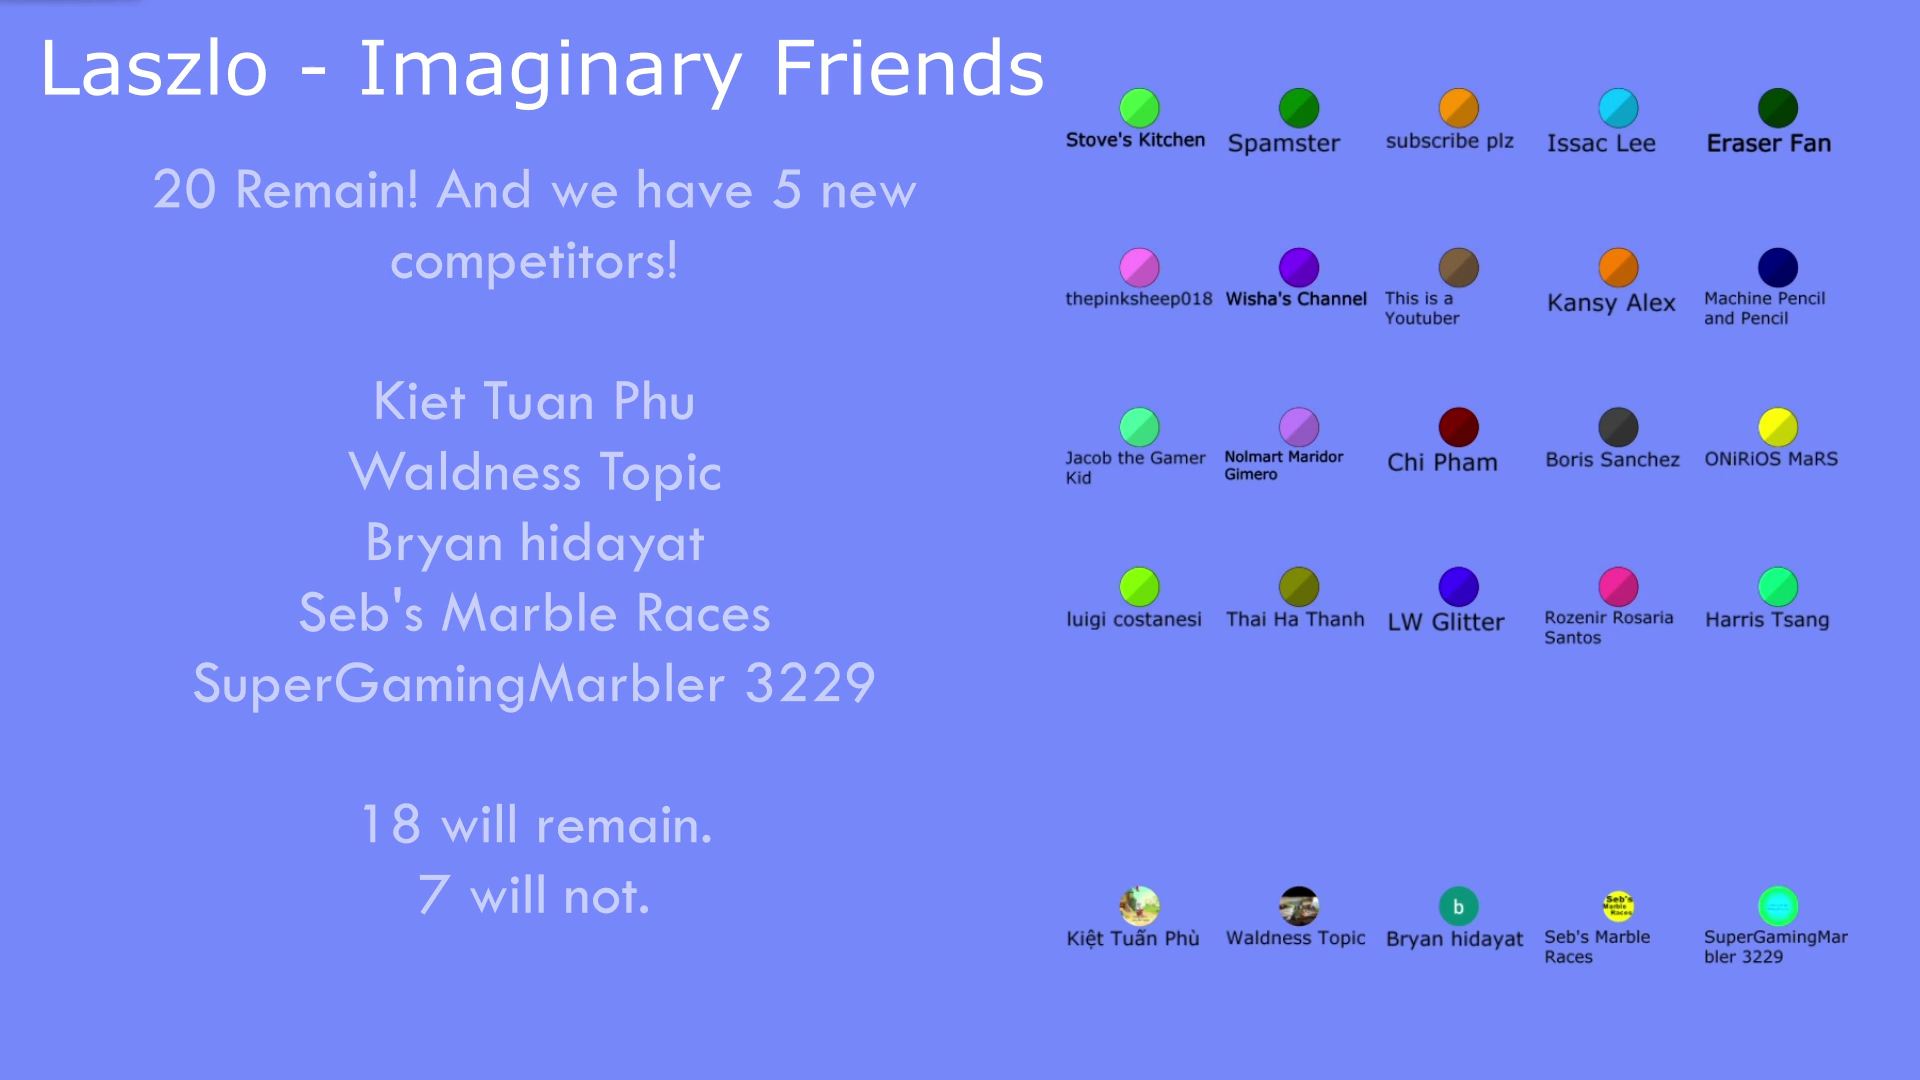 Laszlo - Imaginary Friends
20 Remain! And we have 5 new
competitors!
Kiet Tuan Phu
Waldness Topic
Bryan hidayat
Seb's Marble Races
SuperGamingMarbler 3229
18 will remain.
7 will not.
Stove's Kitchen
Spamster
subscribe plz
Issac Lee
Eraser Fan
thepinksheep018
Wisha's Channel
This is a
Youtuber
Kansy Alex
Machine Pencil
and Pencil
Jacob the Gamer
Kid
Nolmart Maridor
Gimero
Chi Pham
Boris Sanchez
ONiRiOS MaRS
luigi costanesi
Thai Ha Thanh
LW Glitter
Rozenir Rosaria
Santos
Harris Tsang
Kiệt Tuấn Phù
Waldness Topic
b
Bryan hidayat
Seb's
Marble
Races
Seb's Marble
Races
SuperGamingMar
bler 3229